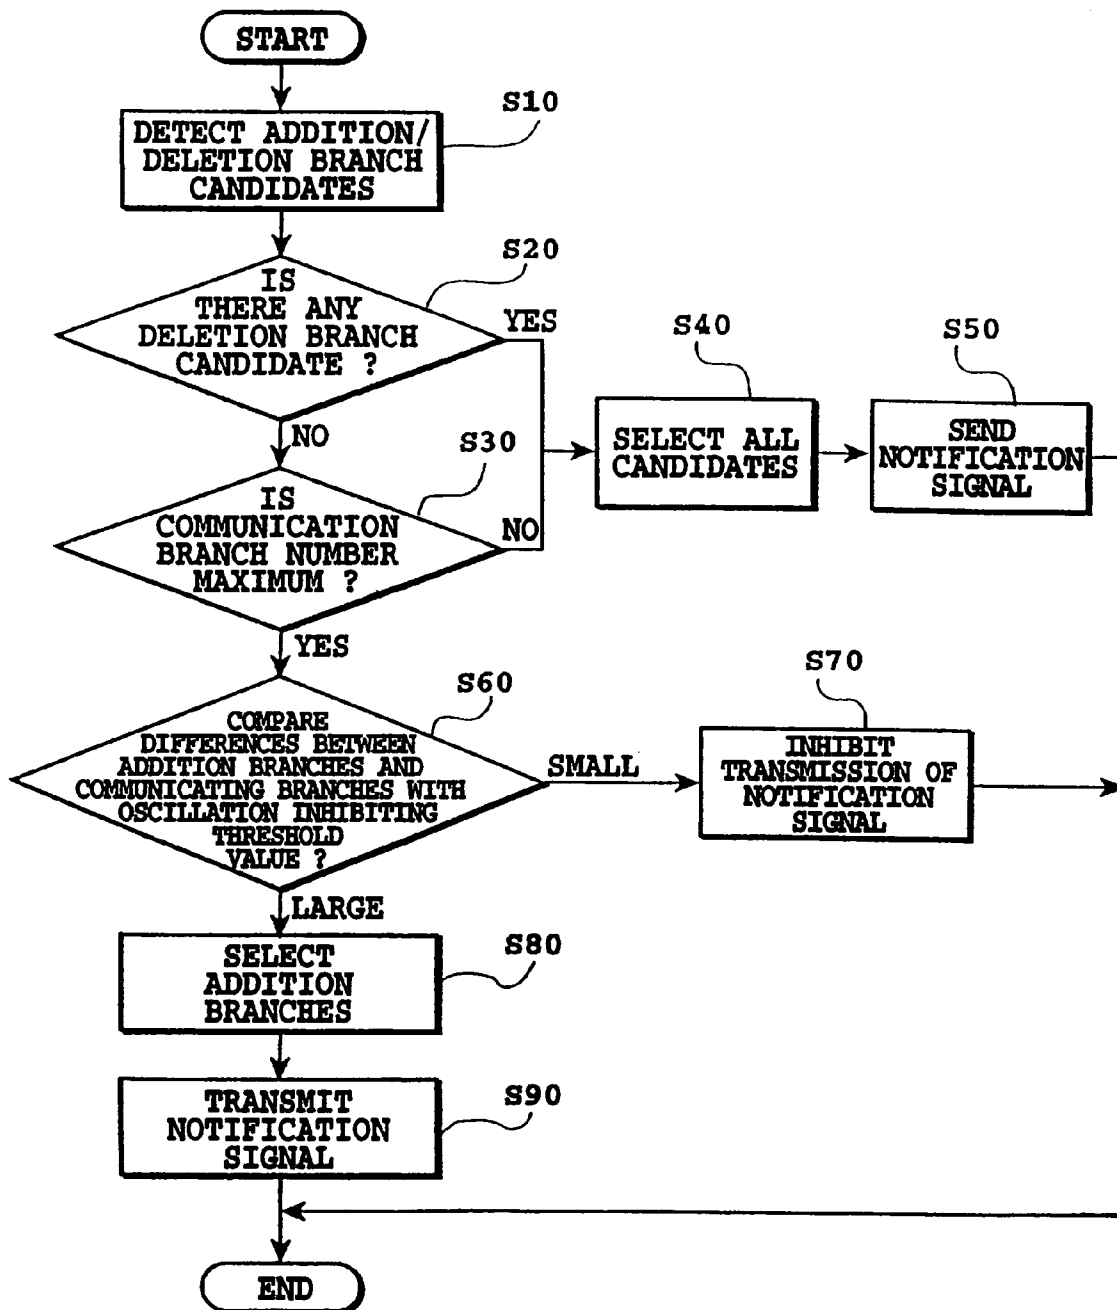 START
S10
DETECT ADDITION/
DELETION BRANCH
CANDIDATES
S20
IS
THERE ANY
DELETION BRANCH
CANDIDATE ?
YES
NO
S30
IS
COMMUNICATION
BRANCH NUMBER
MAXIMUM ?
NO
YES
S40
SELECT ALL
CANDIDATES
S50
SEND
NOTIFICATION
SIGNAL
S60
COMPARE
DIFFERENCES BETWEEN
ADDITION BRANCHES AND
COMMUNICATING BRANCHES WITH
OSCILLATION INHIBITING
THRESHOLD
VALUE ?
SMALL
LARGE
S70
INHIBIT
TRANSMISSION OF
NOTIFICATION
SIGNAL
S80
SELECT
ADDITION
BRANCHES
S90
TRANSMIT
NOTIFICATION
SIGNAL
END